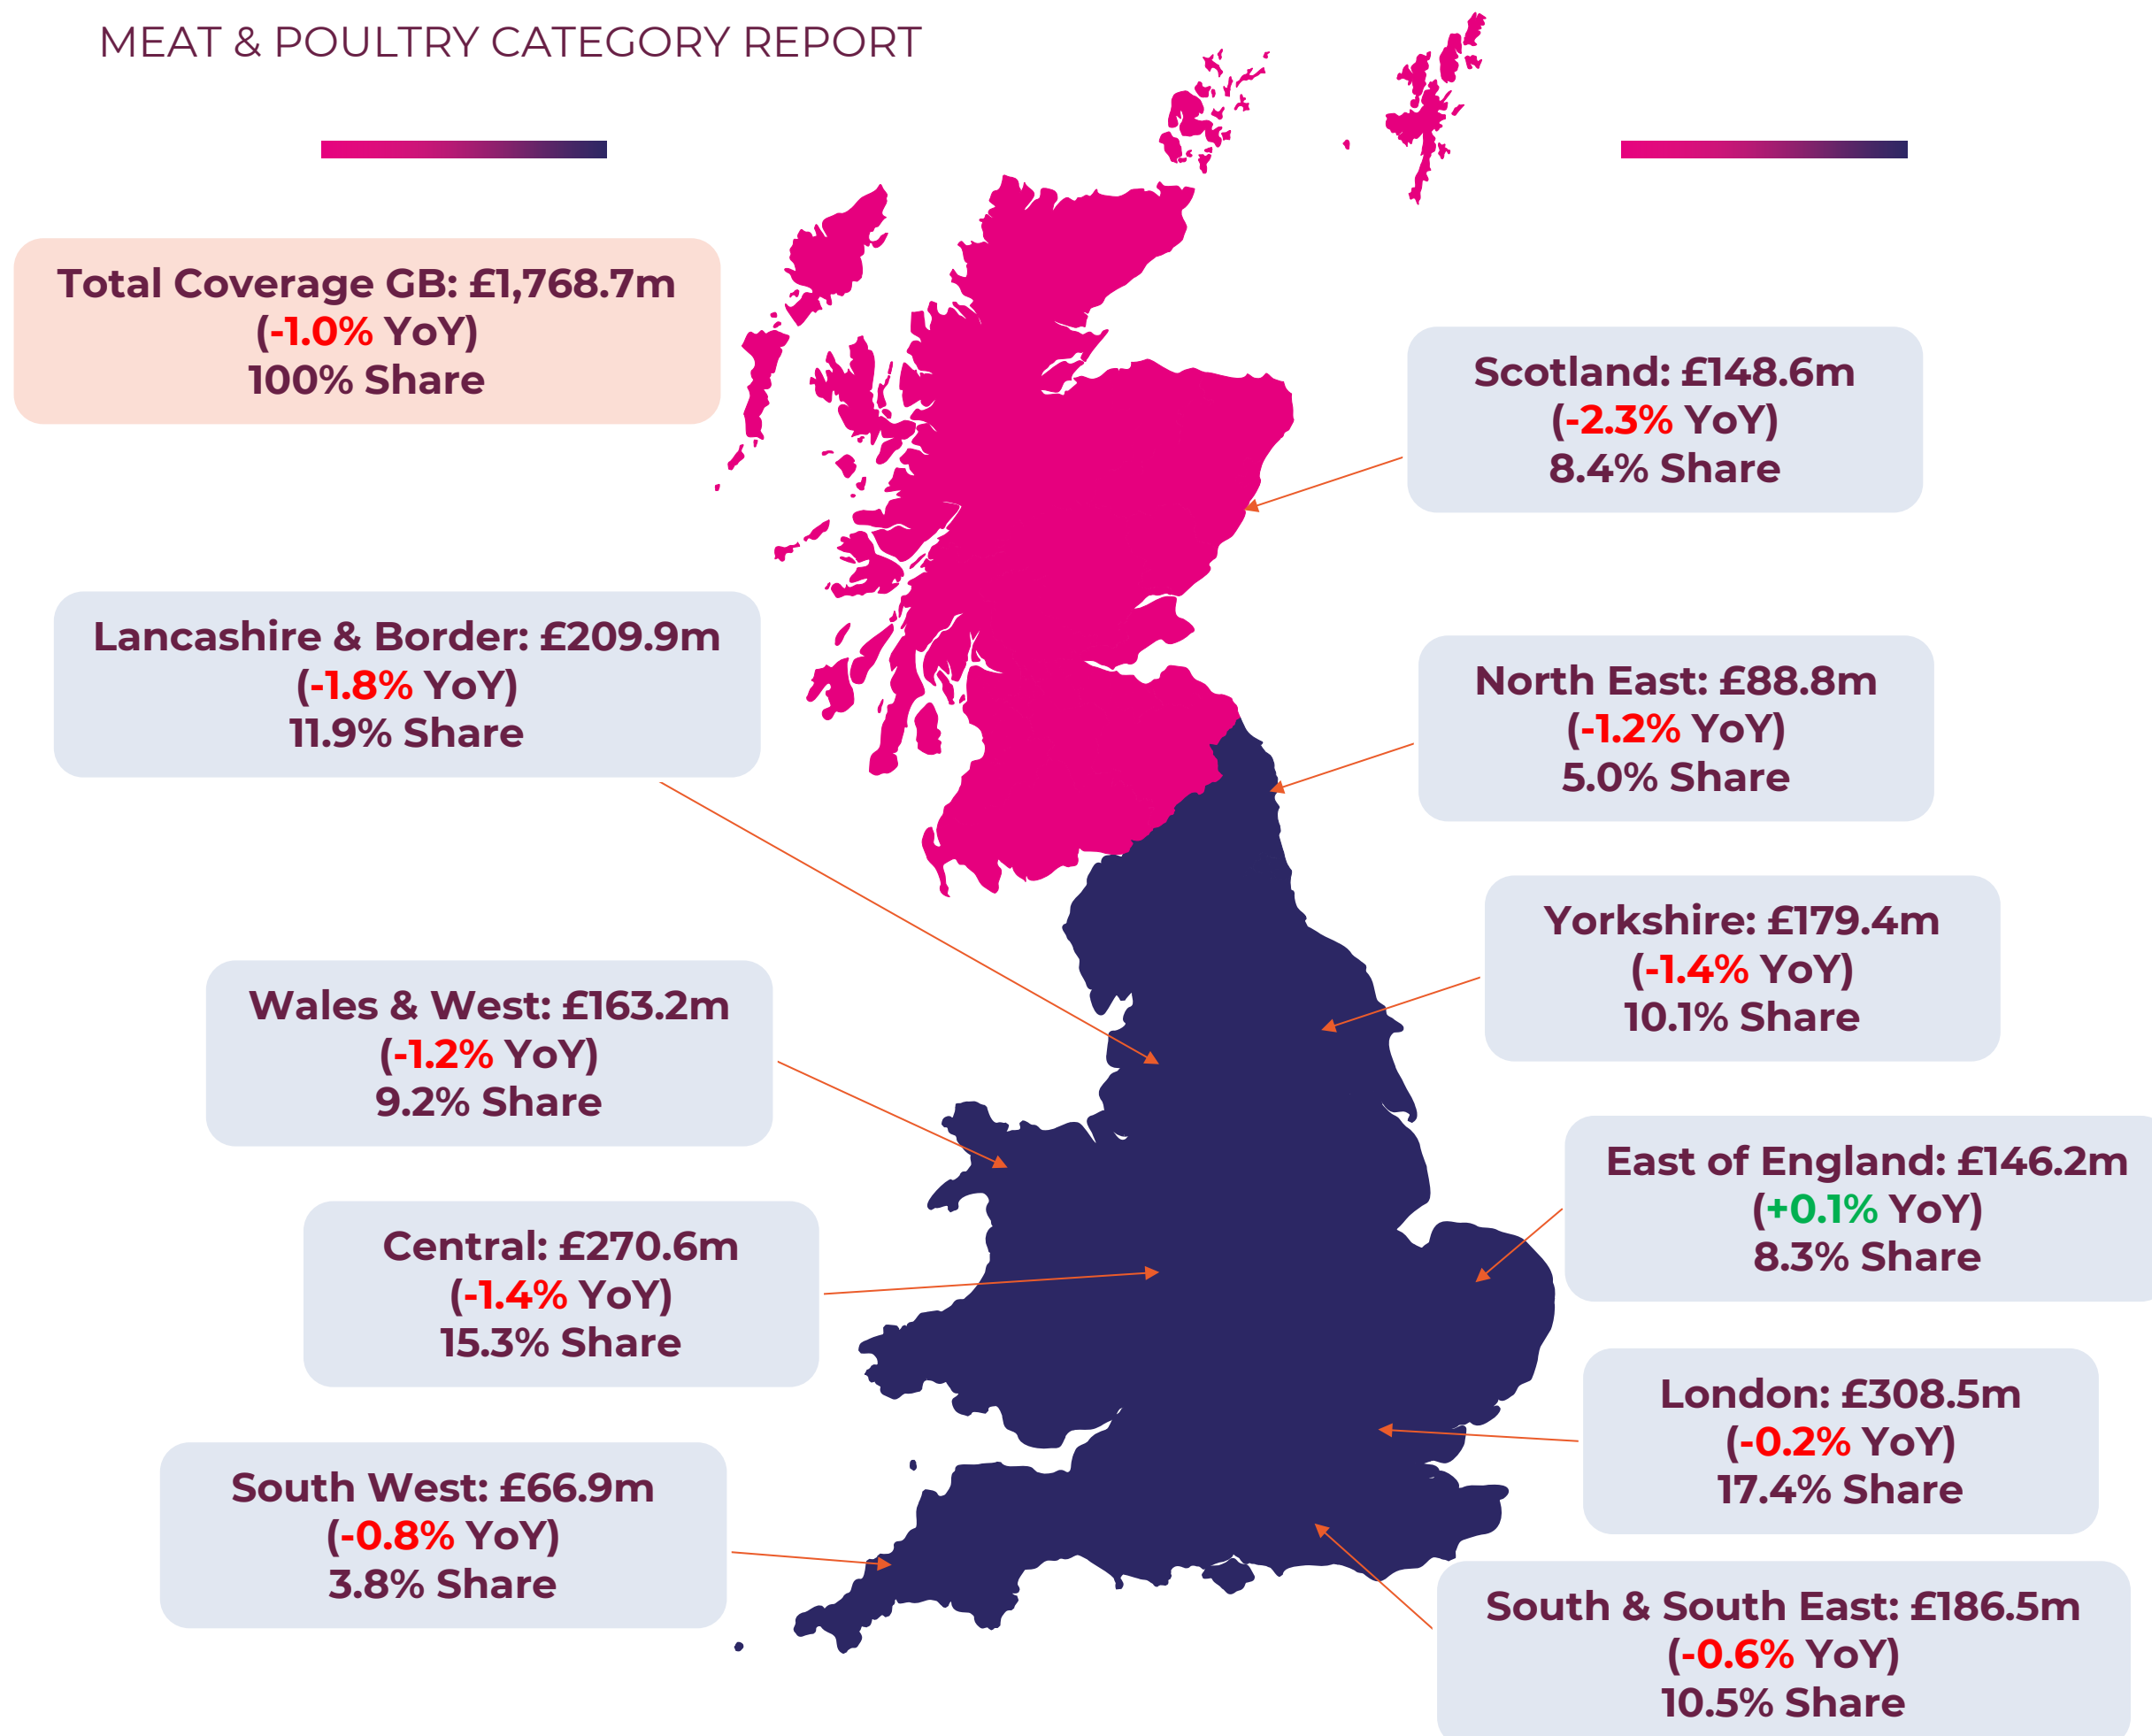 MEAT & POULTRY CATEGORY REPORT
Total Coverage GB: £1,768.7m
(-1.0% YoY)
100% Share
Scotland: £148.6m
(-2.3% YoY)
8.4% Share
Lancashire & Border: £209.9m
(-1.8% YoY)
11.9% Share
North East: £88.8m
(-1.2% YoY)
5.0% Share
Yorkshire: £179.4m
(-1.4% YoY)
10.1% Share
Wales & West: £163.2m
(-1.2% YoY)
9.2% Share
East of England: £146.2m
(+0.1% YoY)
8.3% Share
Central: £270.6m
(-1.4% YoY)
15.3% Share
London: £308.5m
(-0.2% YoY)
17.4% Share
South West: £66.9m
(-0.8% YoY)
3.8% Share
South & South East: £186.5m
(-0.6% YoY)
10.5% Share